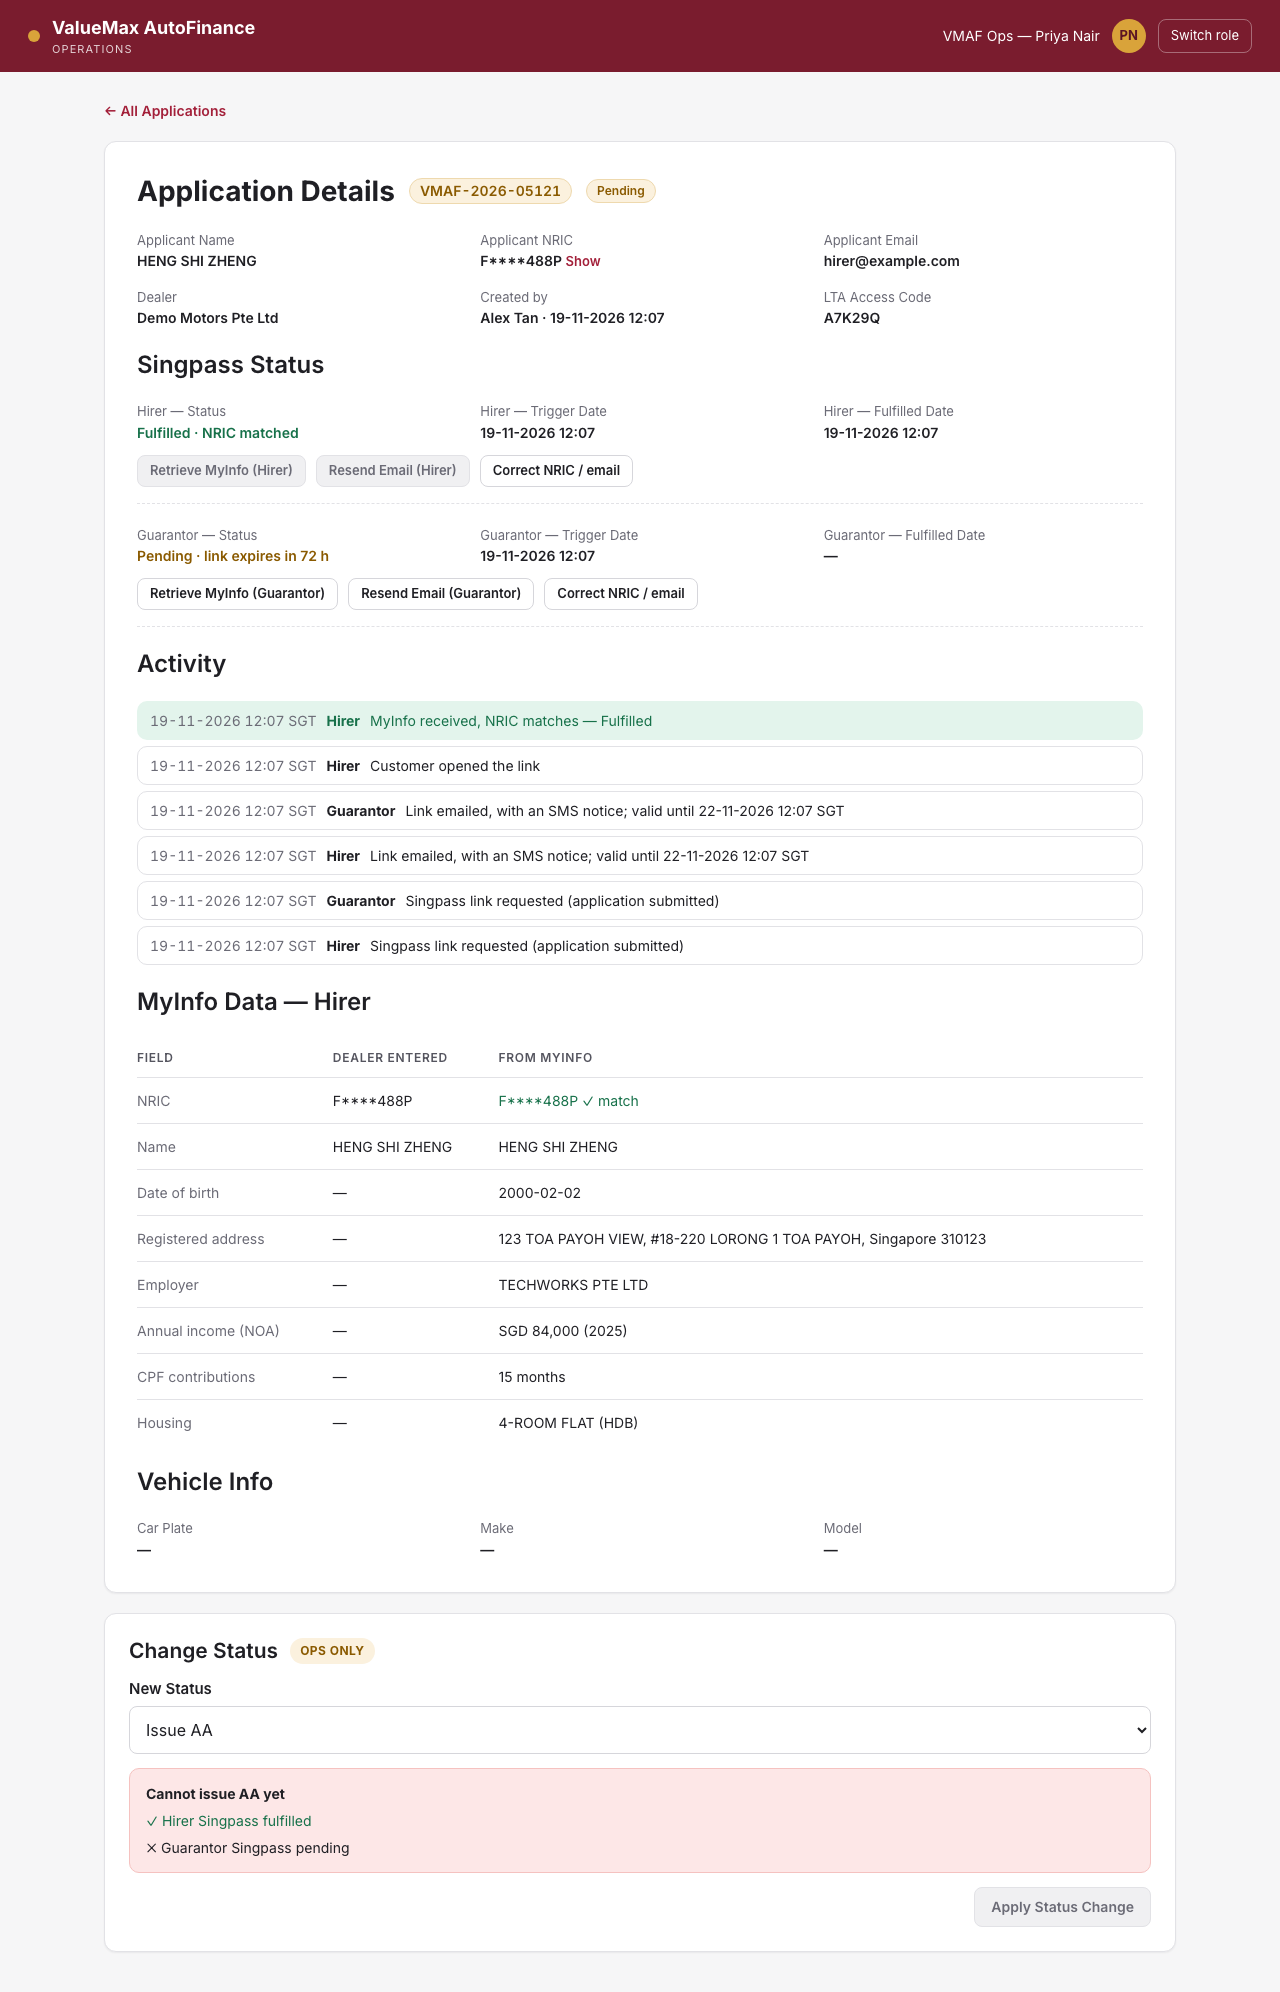 ValueMax AutoFinance
OPERATIONS
VMAF Ops — Priya Nair PN Switch role
← All Applications
Application Details VMAF-2026-05121 Pending
Applicant Name Applicant NRIC Applicant Email
HENG SHI ZHENG F****488P Show hirer@example.com
Dealer Created by LTA Access Code
Demo Motors Pte Ltd Alex Tan · 19-11-2026 12:07 A7K29Q
Singpass Status
Hirer — Status Hirer — Trigger Date Hirer — Fulfilled Date
Fulfilled · NRIC matched 19-11-2026 12:07 19-11-2026 12:07
Retrieve MyInfo (Hirer) Resend Email (Hirer) Correct NRIC / email
Guarantor — Status Guarantor — Trigger Date Guarantor — Fulfilled Date
Pending · link expires in 72 h 19-11-2026 12:07 —
Retrieve MyInfo (Guarantor) Resend Email (Guarantor) Correct NRIC / email
Activity
19-11-2026 12:07 SGT Hirer MyInfo received, NRIC matches — Fulfilled
19-11-2026 12:07 SGT Hirer Customer opened the link
19-11-2026 12:07 SGT Guarantor Link emailed, with an SMS notice; valid until 22-11-2026 12:07 SGT
19-11-2026 12:07 SGT Hirer Link emailed, with an SMS notice; valid until 22-11-2026 12:07 SGT
19-11-2026 12:07 SGT Guarantor Singpass link requested (application submitted)
19-11-2026 12:07 SGT Hirer Singpass link requested (application submitted)
MyInfo Data — Hirer
FIELD DEALER ENTERED FROM MYINFO
NRIC F****488P F****488P ✓ match
Name HENG SHI ZHENG HENG SHI ZHENG
Date of birth — 2000-02-02
Registered address — 123 TOA PAYOH VIEW, #18-220 LORONG 1 TOA PAYOH, Singapore 310123
Employer — TECHWORKS PTE LTD
Annual income (NOA) — SGD 84,000 (2025)
CPF contributions — 15 months
Housing — 4-ROOM FLAT (HDB)
Vehicle Info
Car Plate Make Model
— — —
Change Status OPS ONLY
New Status
Issue AA
Cannot issue AA yet
✓ Hirer Singpass fulfilled
✕ Guarantor Singpass pending
Apply Status Change